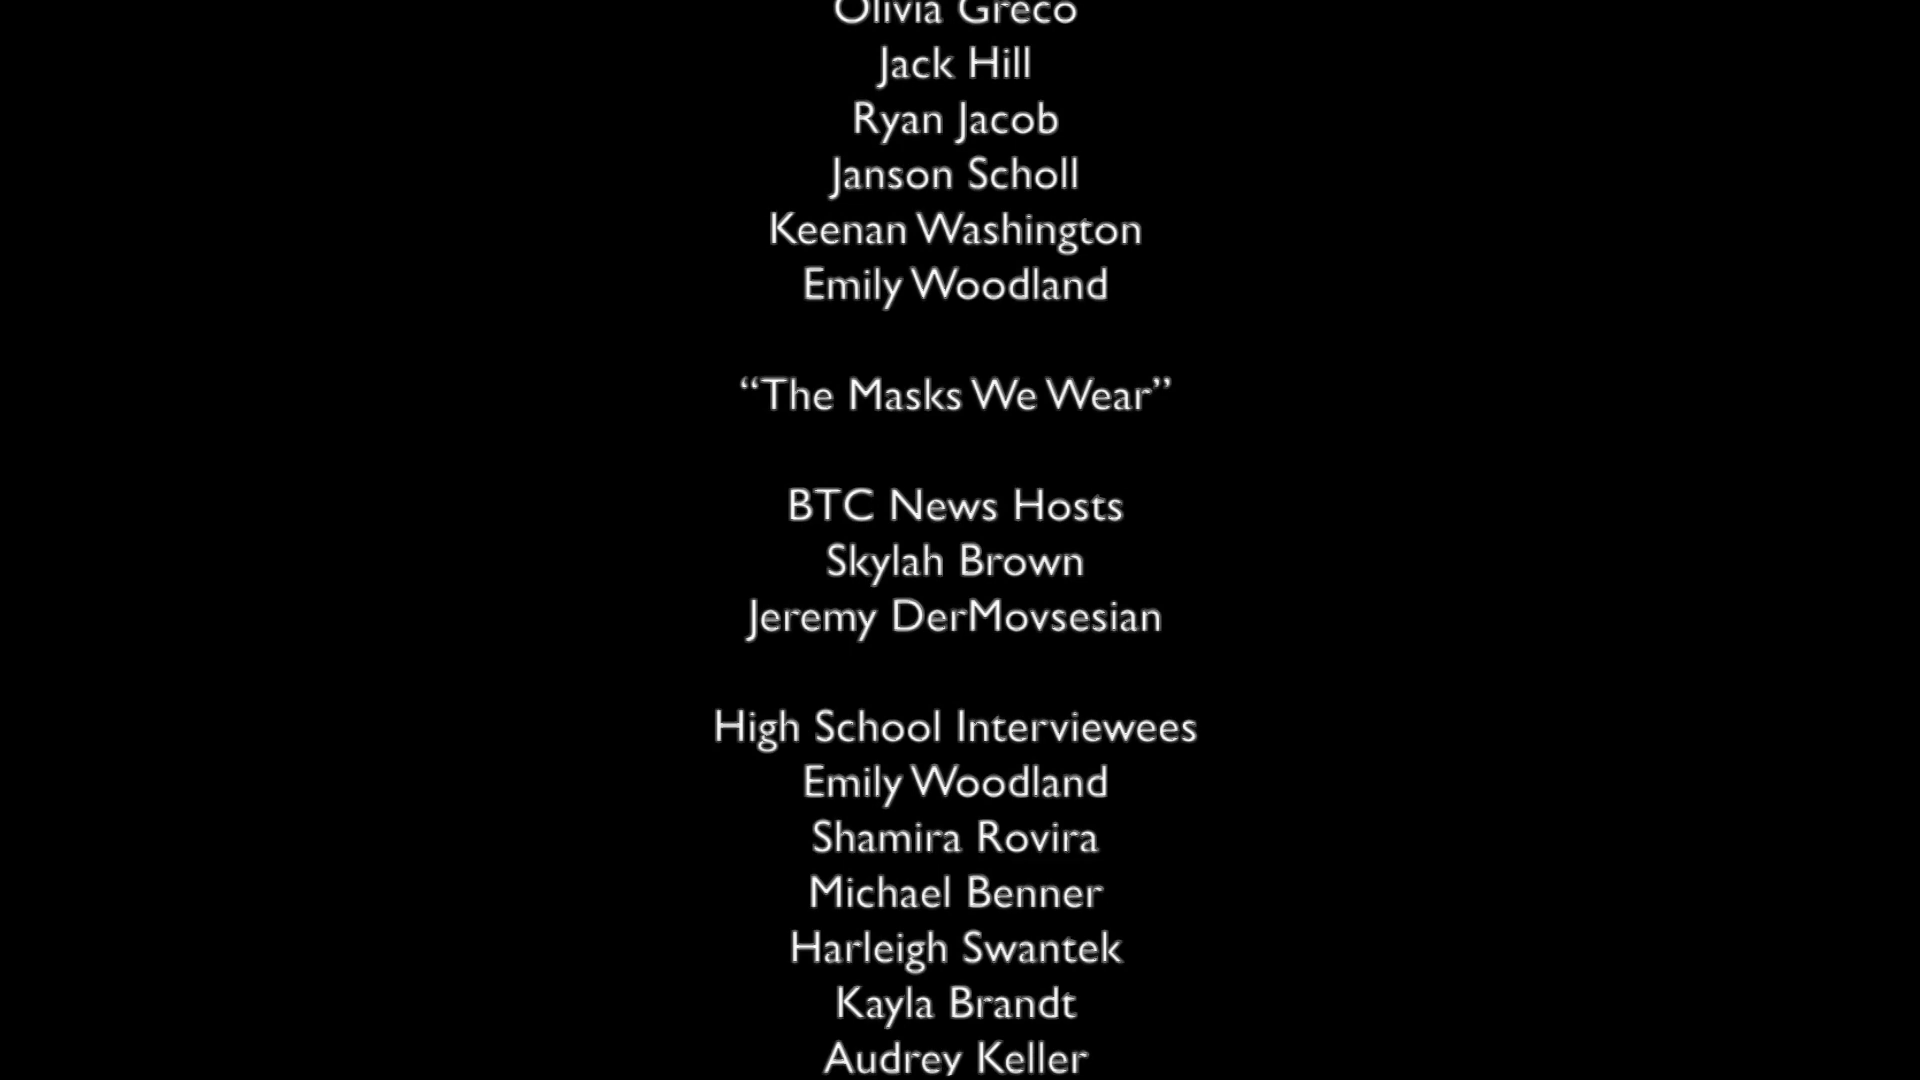 Olivia Greco
Jack Hill
Ryan Jacob
Janson Scholl
Keenan Washington
Emily Woodland
“The Masks We Wear”
BTC News Hosts
Skylah Brown
Jeremy DerMovsesian
High School Interviewees
Emily Woodland
Shamira Rovira
Michael Benner
Harleigh Swantek
Kayla Brandt
Audrey Keller